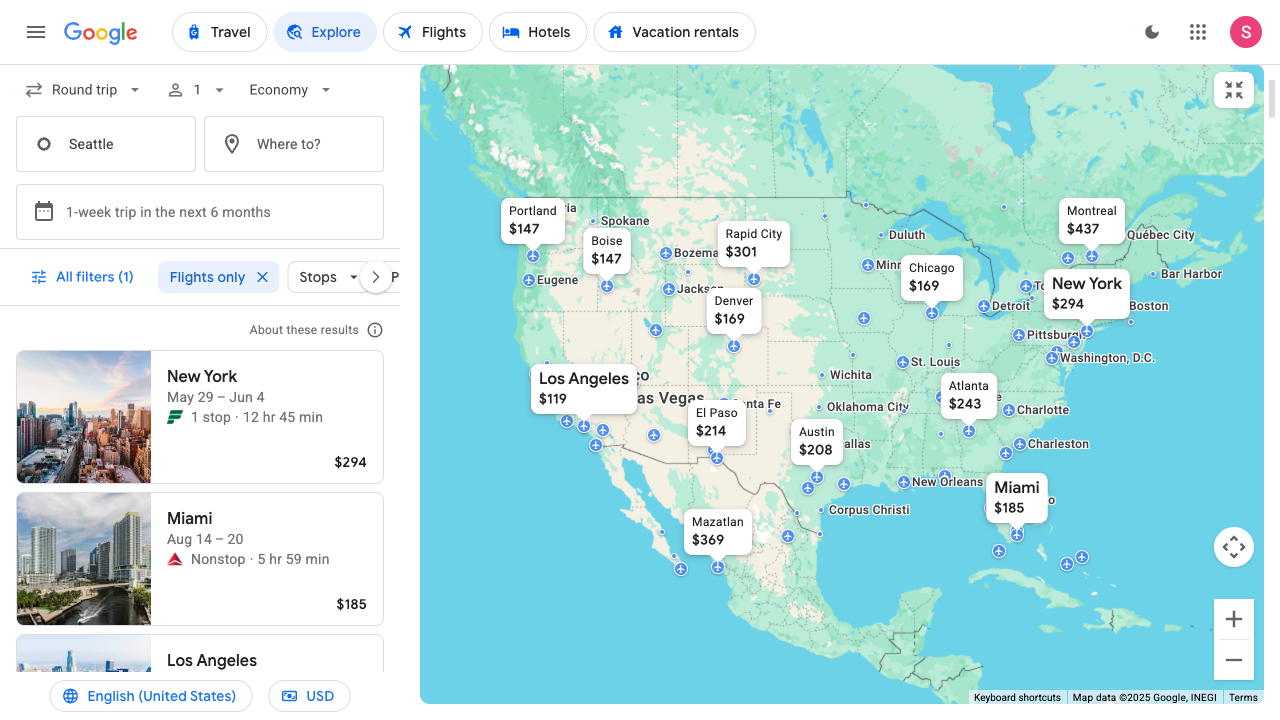 Google
Travel
Explore
Flights
Hotels
Vacation rentals
S
Round trip
1
Economy
Seattle
Where to?
1-week trip in the next 6 months
All filters (1)
Flights only
Stops
P
About these results
New York
May 29 – Jun 4
1 stop · 12 hr 45 min
$294
Miami
Aug 14 – 20
Nonstop · 5 hr 59 min
$185
Los Angeles
English (United States)
USD
Portland
$147
ria
Spokane
Boise
$147
Bozema
Rapid City
$301
Duluth
Montreal
$437
Québec City
Eugene
Jackson
Denver
$169
Minn
Chicago
$169
To
Detroit
New York
$294
Bar Harbor
Boston
Pittsburgh
Washington, D.C.
St. Louis
Wichita
Los Angeles
$119
co
as Vegas
nta Fe
El Paso
$214
Oklahoma City
Atlanta
$243
Charlotte
Austin
$208
allas
Charleston
New Orleans
Miami
$185
o
Corpus Christi
Mazatlan
$369
Keyboard shortcuts
Map data ©2025 Google, INEGI
Terms